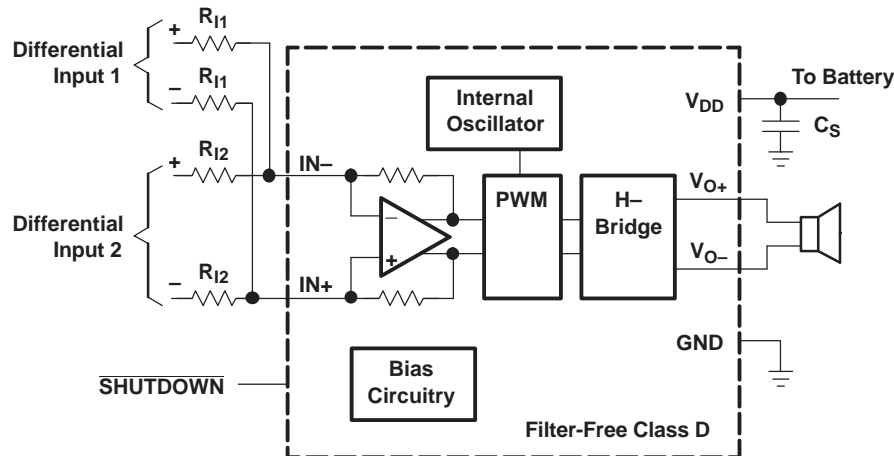 Differential
Input 1
+
R_I1
−
R_I1
Differential
Input 2
+
R_I2
−
R_I2
IN−
IN+
−
+
Internal
Oscillator
PWM
H−
Bridge
V_DD
To Battery
C_S
V_O+
V_O−
GND
SHUTDOWN
Bias
Circuitry
Filter-Free Class D